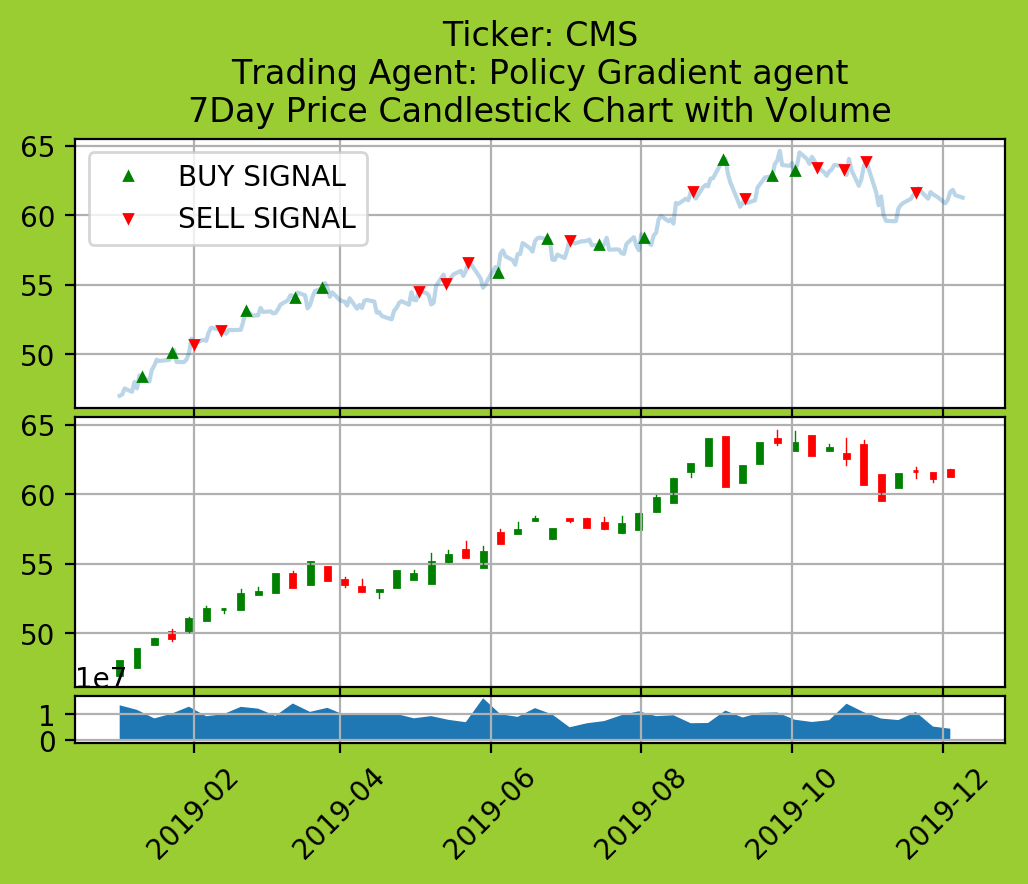 Ticker: CMS
Trading Agent: Policy Gradient agent
7Day Price Candlestick Chart with Volume
65
60
55
50
BUY SIGNAL
SELL SIGNAL
65
60
55
50
1e7
1
0
2019-02
2019-04
2019-06
2019-08
2019-10
2019-12